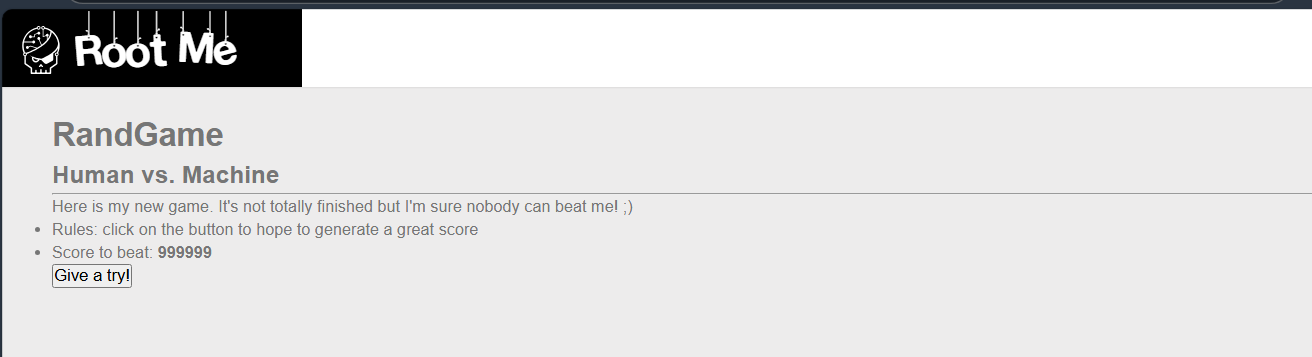 Root Me
RandGame
Human vs. Machine
Here is my new game. It's not totally finished but I'm sure nobody can beat me! ;)
Rules: click on the button to hope to generate a great score
Score to beat: 999999
Give a try!